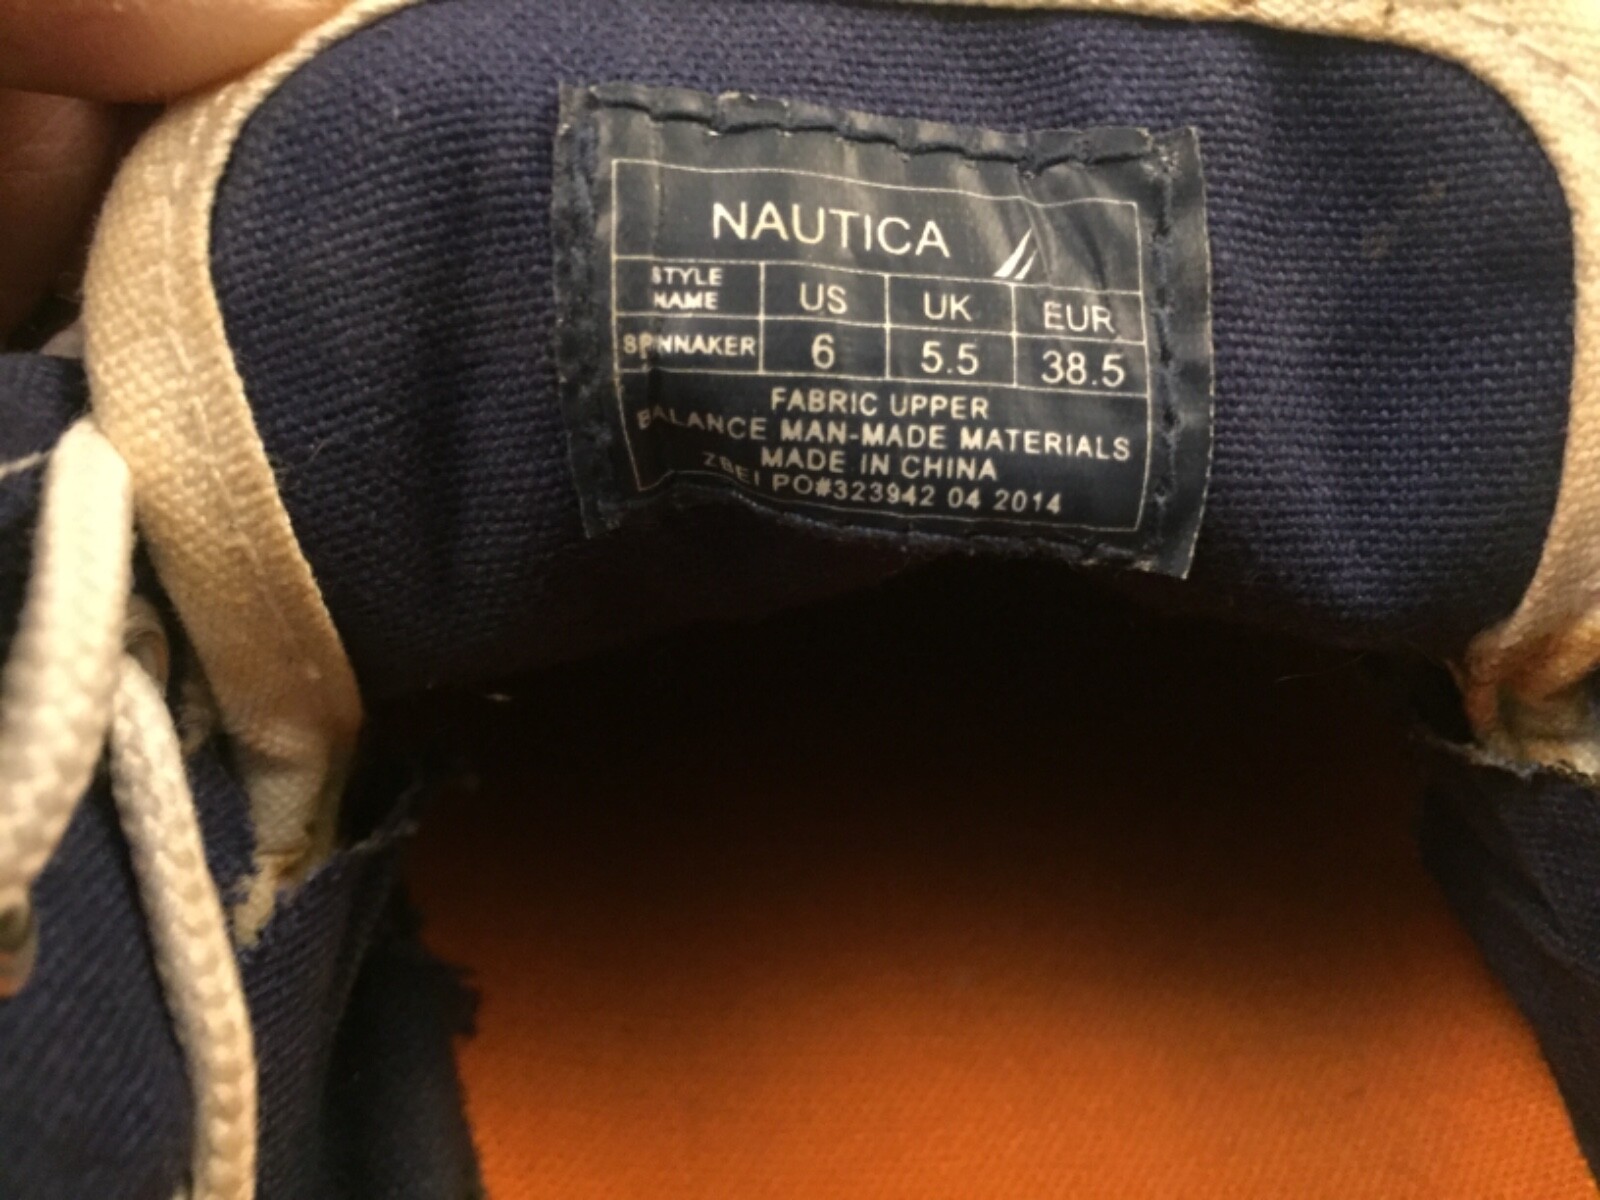 NAUTICA
STYLE NAME US UK EUR
SPINNAKER 6 5.5 38.5
FABRIC UPPER
BALANCE MAN-MADE MATERIALS
MADE IN CHINA
PO#323942 04 2014